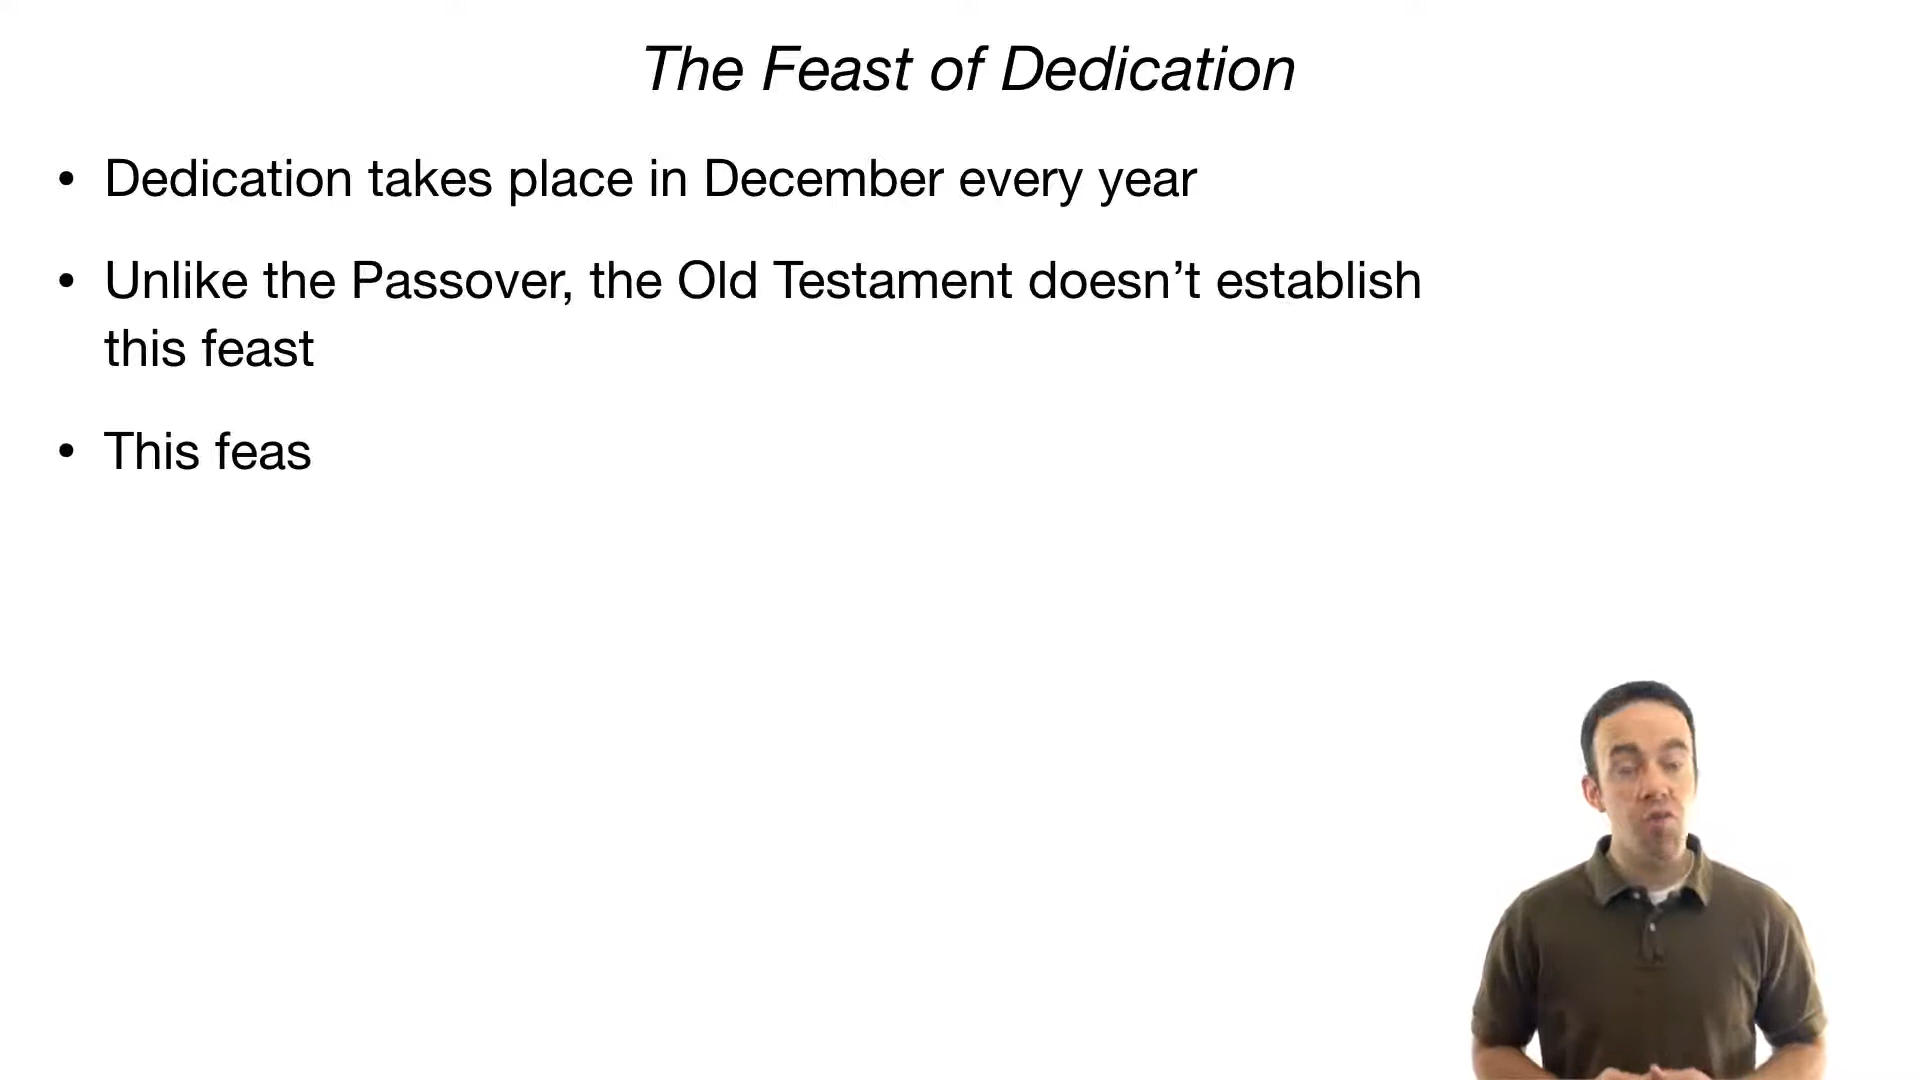 The Feast of Dedication
• Dedication takes place in December every year
• Unlike the Passover, the Old Testament doesn’t establish
this feast
• This feas